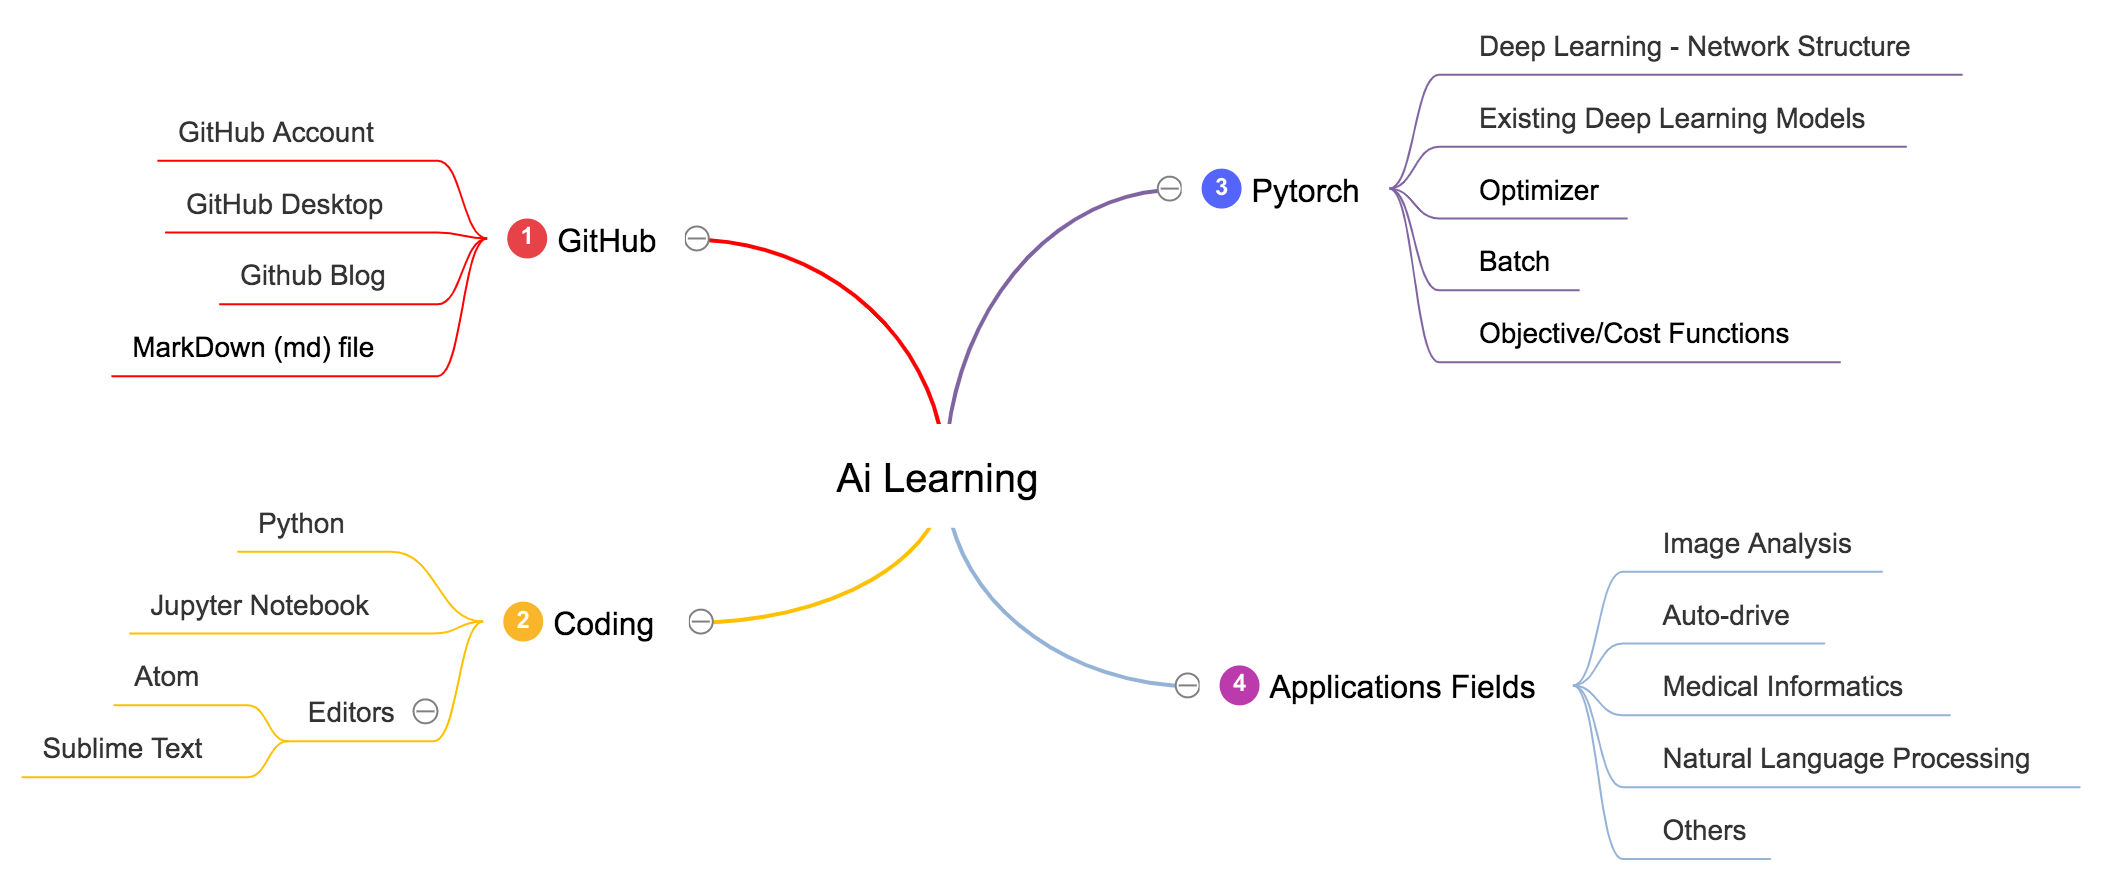 Ai Learning
1 GitHub
GitHub Account
GitHub Desktop
Github Blog
MarkDown (md) file
2 Coding
Python
Jupyter Notebook
Editors
Atom
Sublime Text
3 Pytorch
Deep Learning - Network Structure
Existing Deep Learning Models
Optimizer
Batch
Objective/Cost Functions
4 Applications Fields
Image Analysis
Auto-drive
Medical Informatics
Natural Language Processing
Others